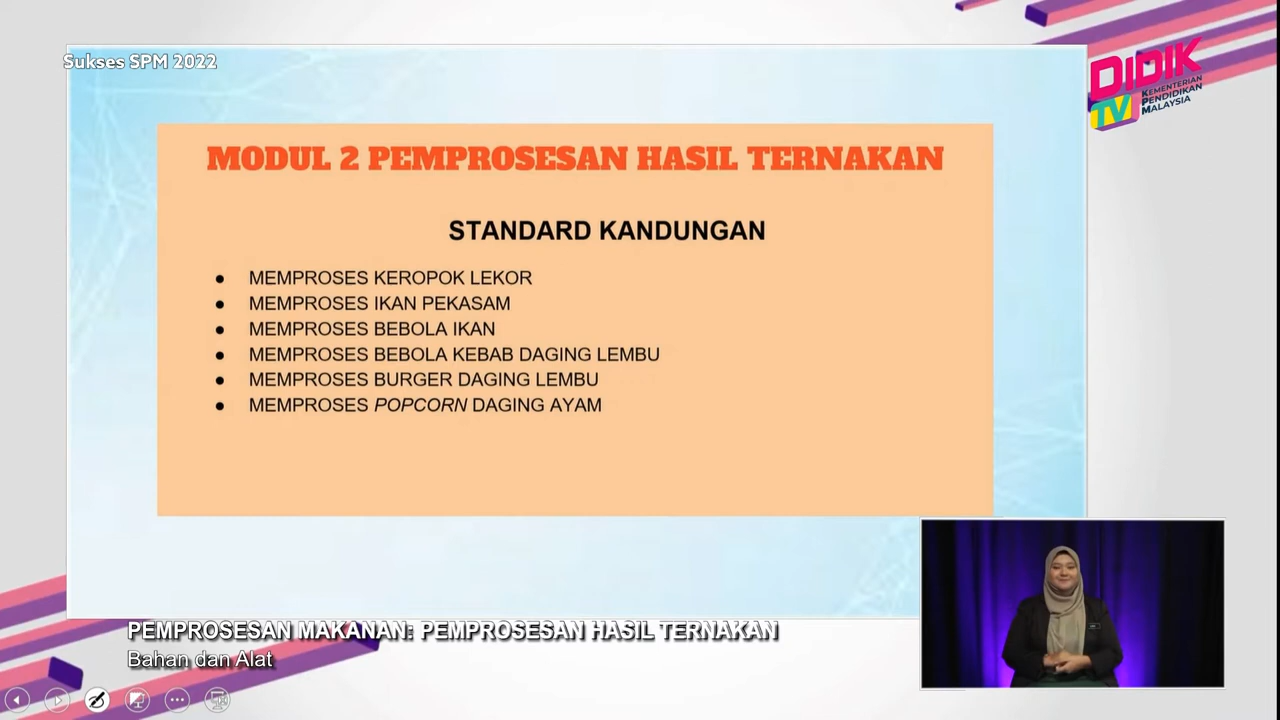 Sukses SPM 2022
DIDIK
TV
KEMENTERIAN
PENDIDIKAN
MALAYSIA
MODUL 2 PEMPROSESAN HASIL TERNAKAN
STANDARD KANDUNGAN
● MEMPROSES KEROPOK LEKOR
● MEMPROSES IKAN PEKASAM
● MEMPROSES BEBOLA IKAN
● MEMPROSES BEBOLA KEBAB DAGING LEMBU
● MEMPROSES BURGER DAGING LEMBU
● MEMPROSES POPCORN DAGING AYAM
PEMPROSESAN MAKANAN: PEMPROSESAN HASIL TERNAKAN
Bahan dan Alat